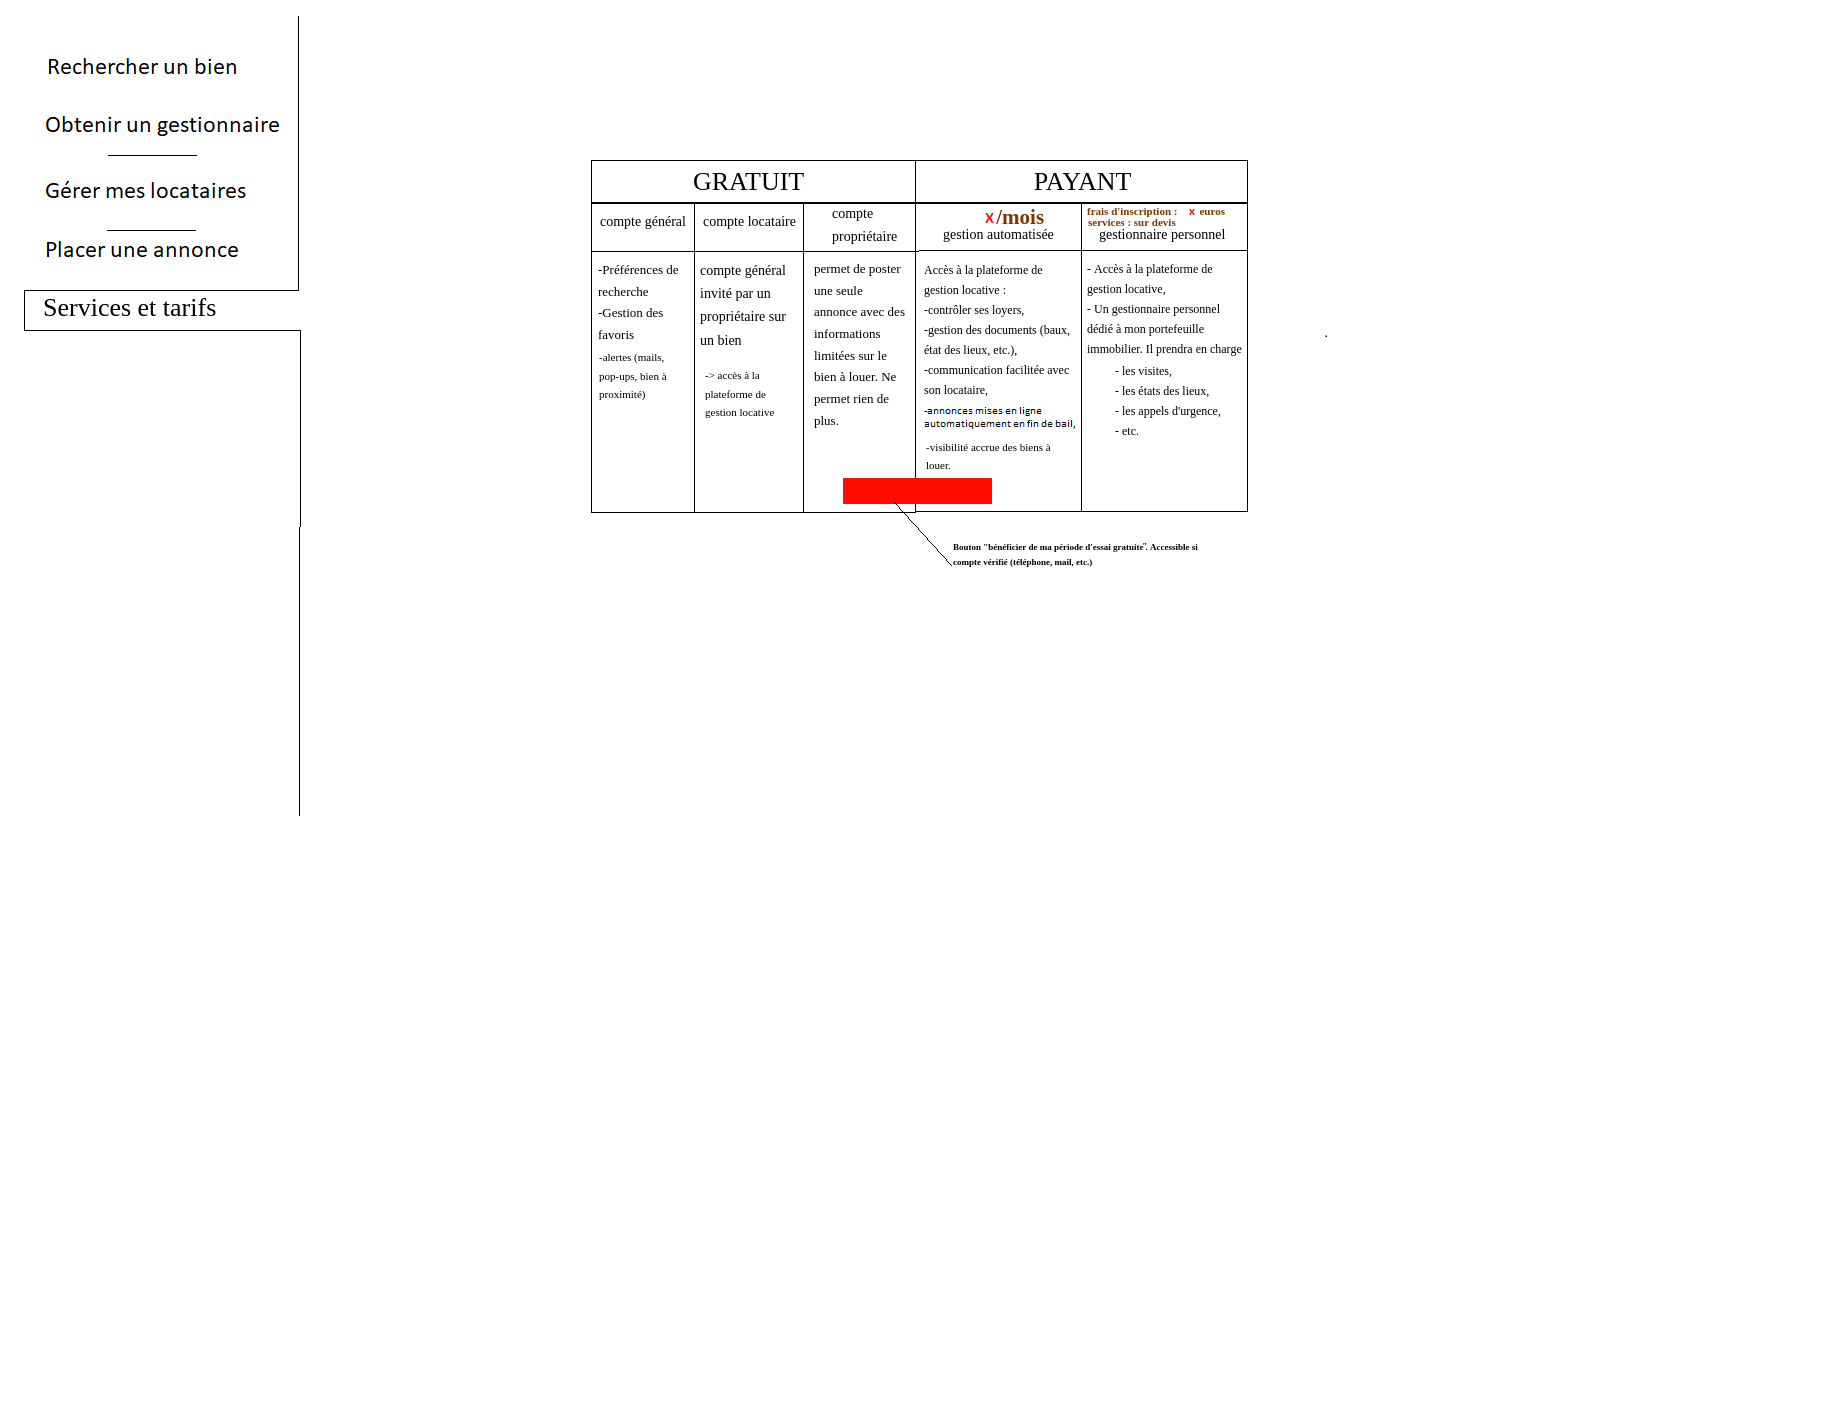 Rechercher un bien
Obtenir un gestionnaire
Gérer mes locataires
Placer une annonce
Services et tarifs
GRATUIT
PAYANT
compte général
compte locataire
compte
propriétaire
X/mois
gestion automatisée
frais d'inscription : x euros
services : sur devis
gestionnaire personnel
-Préférences de
recherche
-Gestion des
favoris
-alertes (mails,
pop-ups, bien à
proximité)
compte général
invité par un
propriétaire sur
un bien
-> accès à la
plateforme de
gestion locative
permet de poster
une seule
annonce avec des
informations
limitées sur le
bien à louer. Ne
permet rien de
plus.
Accès à la plateforme de
gestion locative :
-contrôler ses loyers,
-gestion des documents (baux,
état des lieux, etc.),
-communication facilitée avec
son locataire,
-annonces mises en ligne
automatiquement en fin de bail,
-visibilité accrue des biens à
louer.
- Accès à la plateforme de
gestion locative,
- Un gestionnaire personnel
dédié à mon portefeuille
immobilier. Il prendra en charge
- les visites,
- les états des lieux,
- les appels d'urgence,
- etc.
Bouton "bénéficier de ma période d'essai gratuite". Accessible si
compte vérifié (téléphone, mail, etc.)